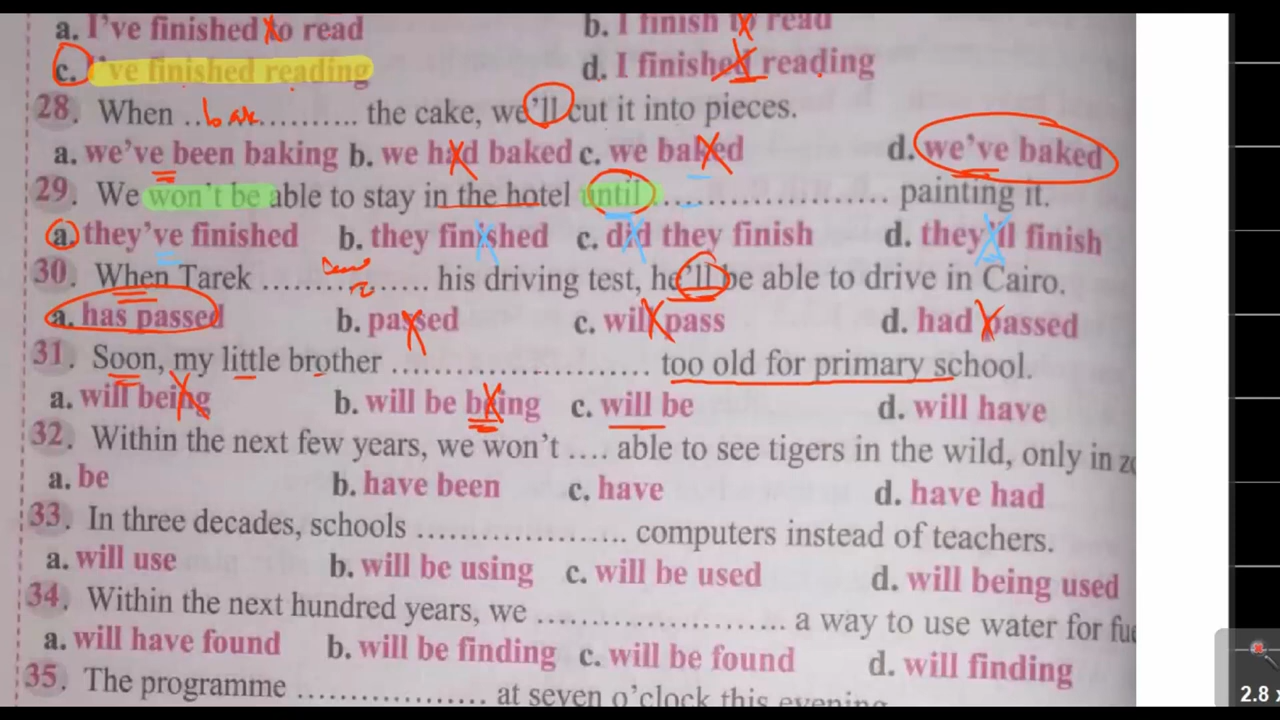 a. I've finished to read b. I finish to read
c. I've finished reading d. I finished reading
28. When .............. the cake, we'll cut it into pieces.
a. we've been baking b. we had baked c. we baked d. we've baked
29. We won't be able to stay in the hotel until ...................... painting it.
a. they've finished b. they finished c. did they finish d. they'll finish
30. When Tarek .................. his driving test, he'll be able to drive in Cairo.
a. has passed b. passed c. will pass d. had passed
31. Soon, my little brother ........................ too old for primary school.
a. will being b. will be being c. will be d. will have
32. Within the next few years, we won't .... able to see tigers in the wild, only in
a. be b. have been c. have d. have had
33. In three decades, schools .................... computers instead of teachers.
a. will use b. will be using c. will be used d. will being used
34. Within the next hundred years, we ........................ a way to use water for
a. will have found b. will be finding c. will be found d. will finding
35. The programme .................. at seven o'clock this evening
2.8